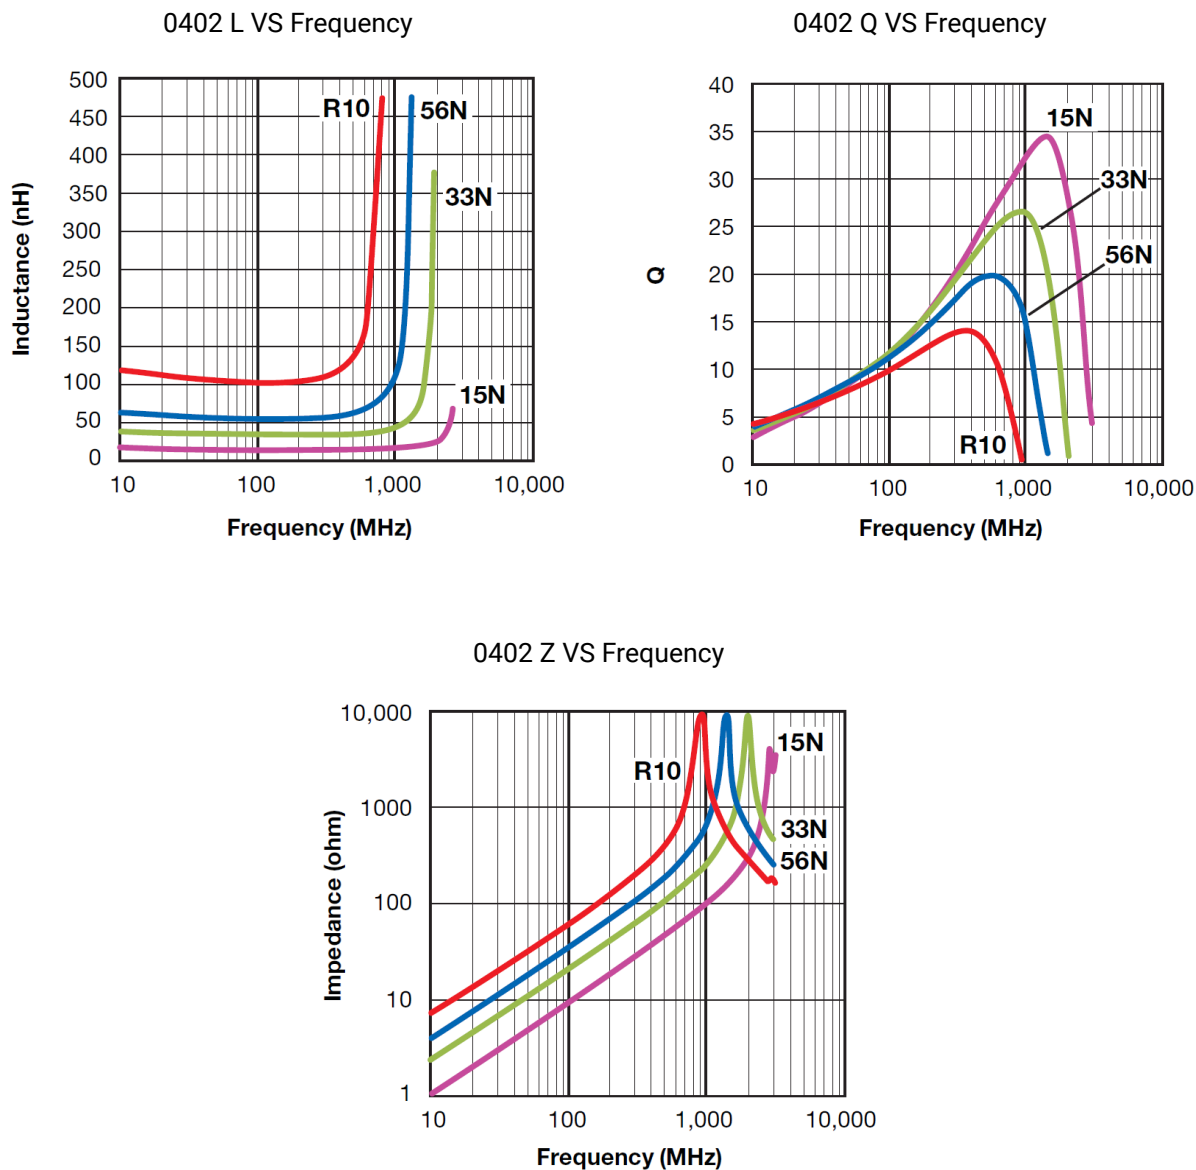 0402 L VS Frequency
500
450
400
350
300
250
200
150
100
50
0
Inductance (nH)
R10
56N
33N
15N
10
100
1,000
10,000
Frequency (MHz)
0402 Q VS Frequency
40
35
30
25
20
15
10
5
0
Q
15N
33N
56N
R10
10
100
1,000
10,000
Frequency (MHz)
0402 Z VS Frequency
10,000
1000
100
10
1
Impedance (ohm)
R10
15N
33N
56N
10
100
1,000
10,000
Frequency (MHz)